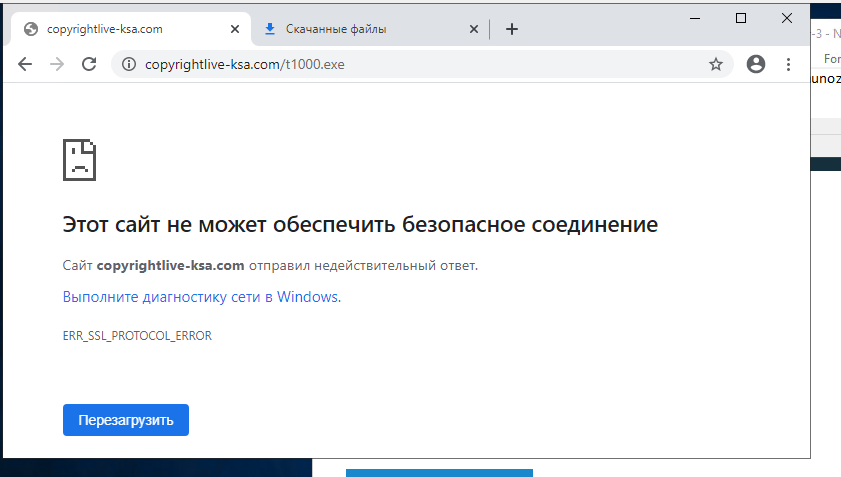 copyrightlive-ksa.com
Скачанные файлы
copyrightlive-ksa.com/t1000.exe
Этот сайт не может обеспечить безопасное соединение
Сайт copyrightlive-ksa.com отправил недействительный ответ.
Выполните диагностику сети в Windows.
ERR_SSL_PROTOCOL_ERROR
Перезагрузить
-3 - N
For
unoz